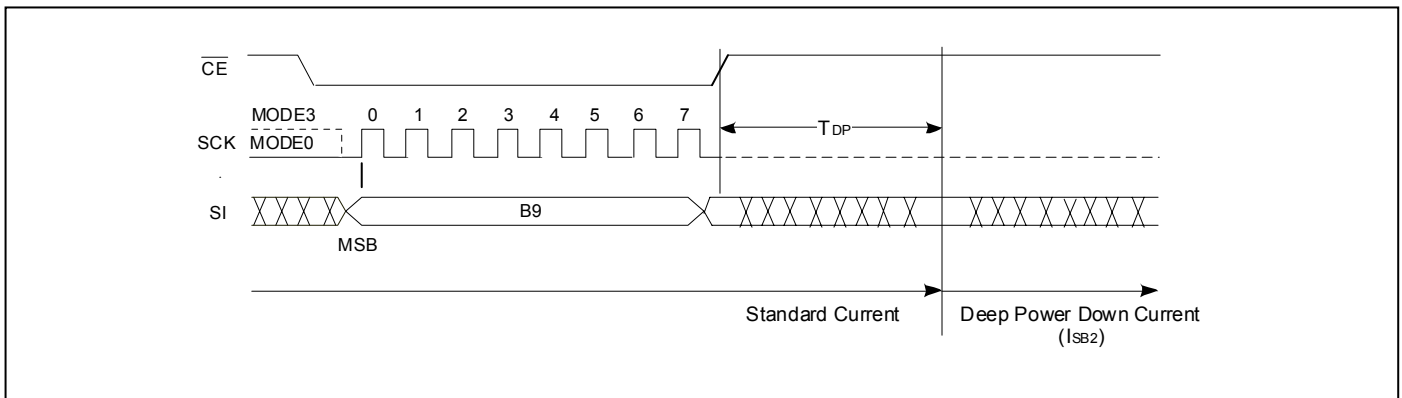 CE
MODE3 0 1 2 3 4 5 6 7
SCK MODE0
TDP
SI B9
MSB
Standard Current Deep Power Down Current
(ISB2)